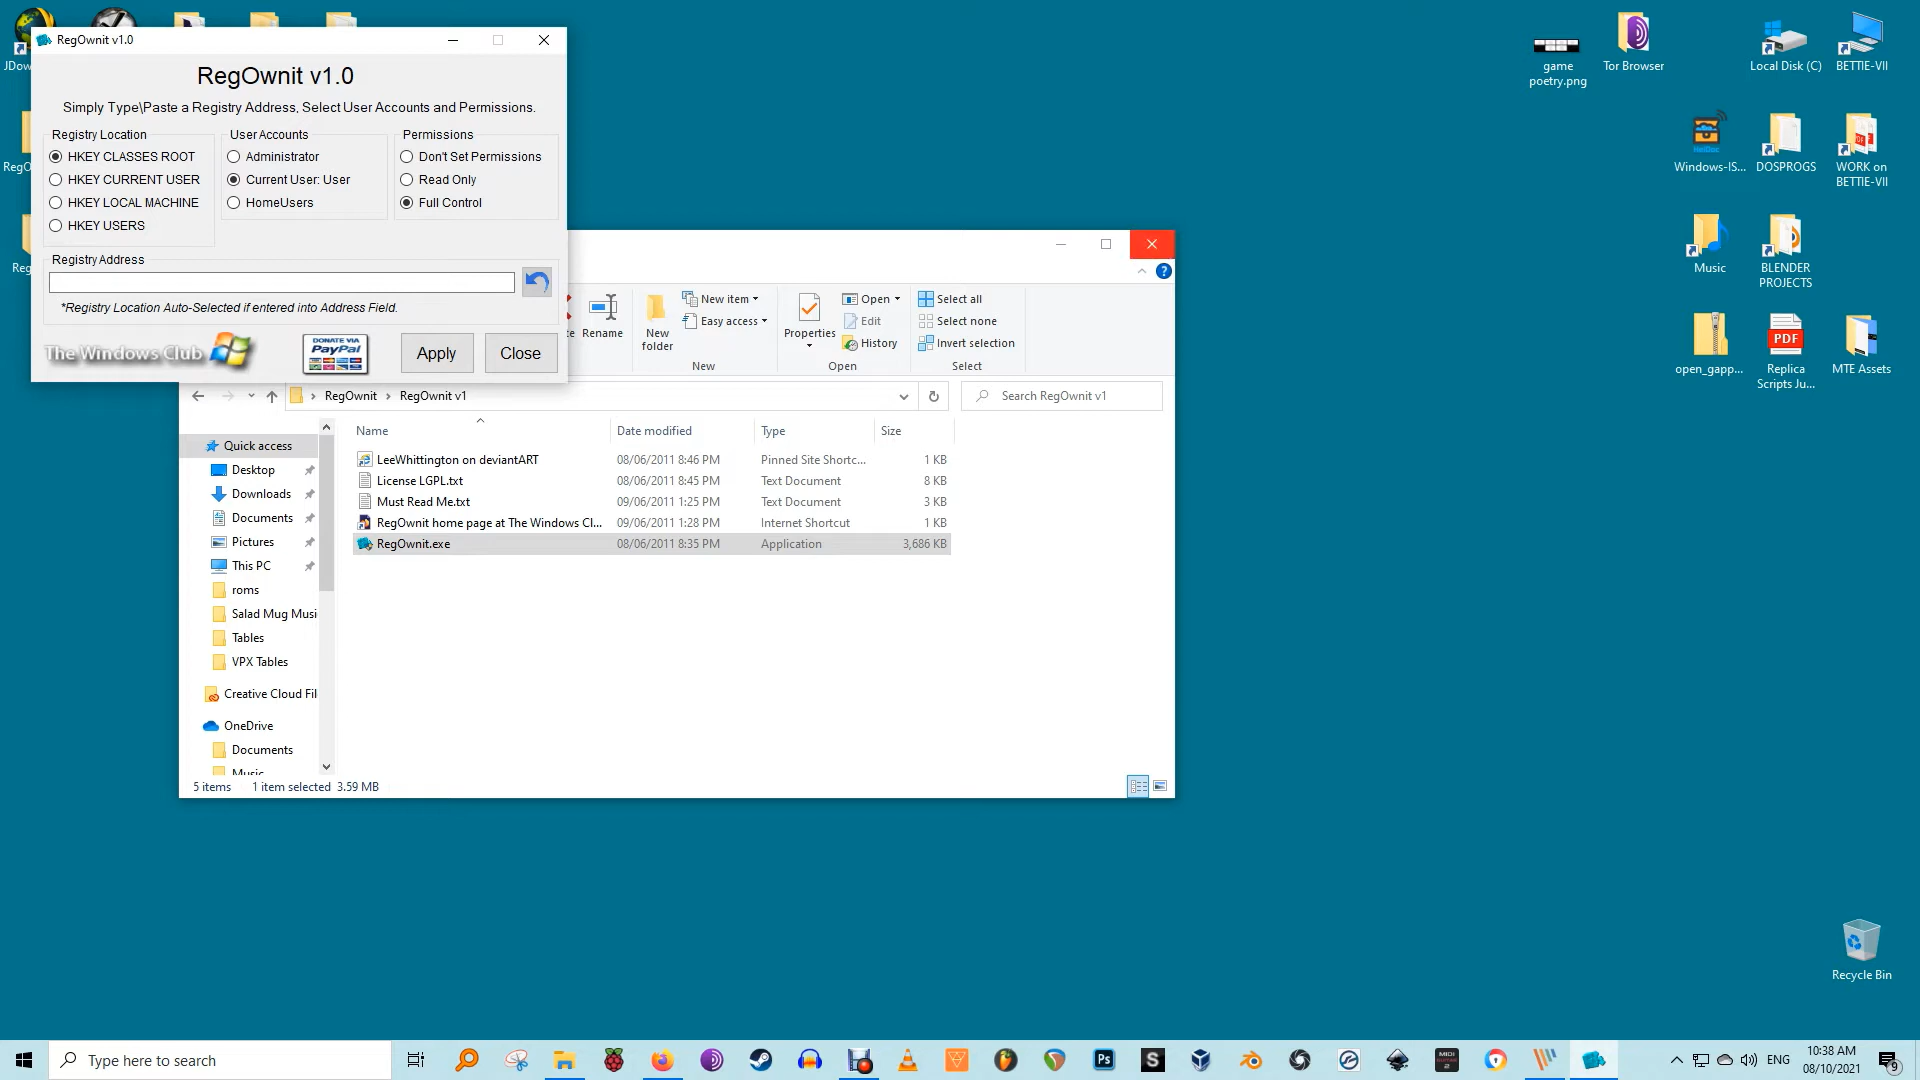 RegOwnit v1.0
RegOwnit v1.0
Simply Type\Paste a Registry Address, Select User Accounts and Permissions.
Registry Location
HKEY CLASSES ROOT
HKEY CURRENT USER
HKEY LOCAL MACHINE
HKEY USERS
User Accounts
Administrator
Current User: User
HomeUsers
Permissions
Don't Set Permissions
Read Only
Full Control
Registry Address
*Registry Location Auto-Selected if entered into Address Field.
The Windows Club
DONATE VIA
PayPal
Apply
Close
JDow
RegO
Reg
Rename
New
folder
New item
Easy access
New
Properties
Open
Edit
History
Open
Select all
Select none
Invert selection
Select
RegOwnit
RegOwnit v1
Search RegOwnit v1
Name
Date modified
Type
Size
LeeWhittington on deviantART 08/06/2011 8:46 PM Pinned Site Shortc... 1 KB
License LGPL.txt 08/06/2011 8:45 PM Text Document 8 KB
Must Read Me.txt 09/06/2011 1:25 PM Text Document 3 KB
RegOwnit home page at The Windows Cl... 09/06/2011 1:28 PM Internet Shortcut 1 KB
RegOwnit.exe 08/06/2011 8:35 PM Application 3,686 KB
Quick access
Desktop
Downloads
Documents
Pictures
This PC
roms
Salad Mug Musi
Tables
VPX Tables
Creative Cloud Fil
OneDrive
Documents
Music
5 items 1 item selected 3.59 MB
game
poetry.png
Tor Browser
Local Disk (C)
BETTIE-VII
Windows-IS...
DOSPROGS
WORK on
BETTIE-VII
Music
BLENDER
PROJECTS
open_gapp...
PDF
Replica
Scripts Ju...
MTE Assets
Recycle Bin
Type here to search
Ps
S
MIDI
2
ENG
10:38 AM
08/10/2021
9